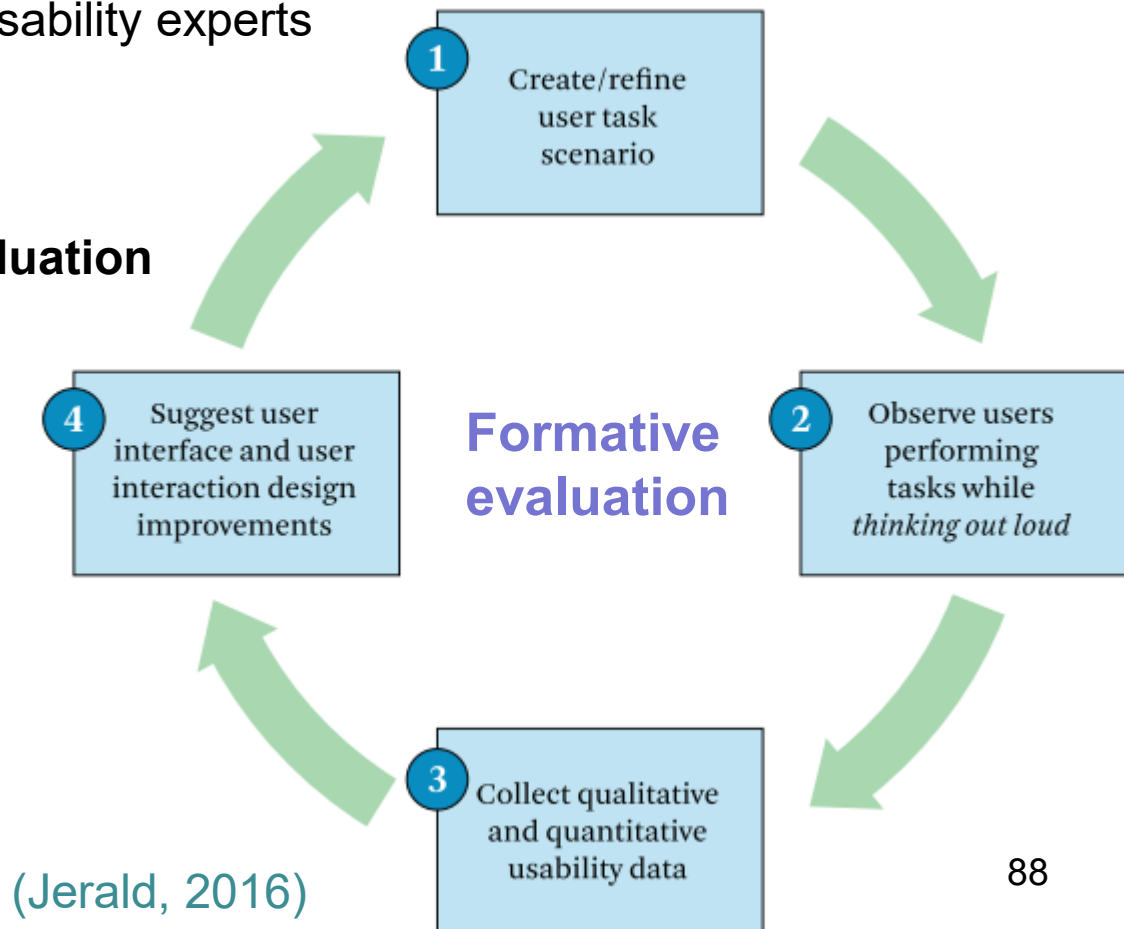 sability experts
1
Create/refine
user task
scenario
luation
4
Suggest user
interface and user
interaction design
improvements
Formative
evaluation
2
Observe users
performing
tasks while
thinking out loud
3
Collect qualitative
and quantitative
usability data
(Jerald, 2016)
88